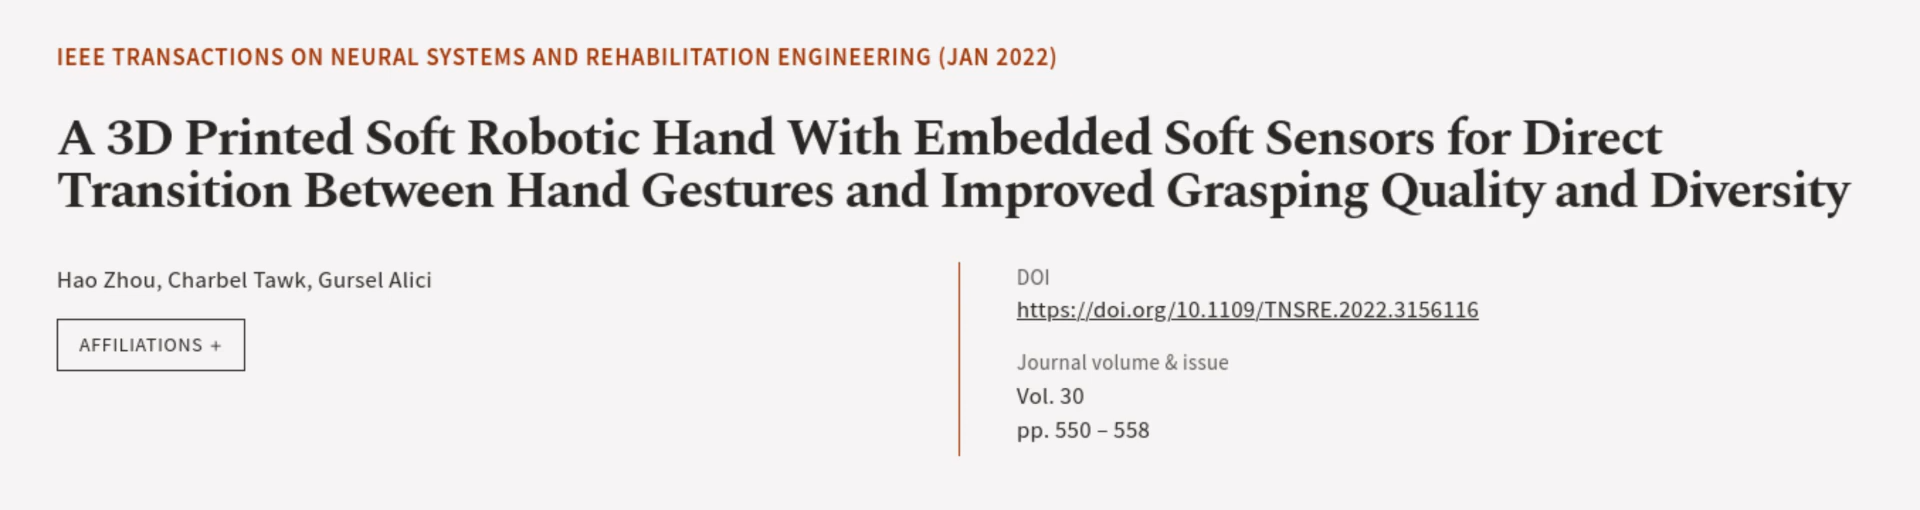 IEEE TRANSACTIONS ON NEURAL SYSTEMS AND REHABILITATION ENGINEERING (JAN 2022)
A 3D Printed Soft Robotic Hand With Embedded Soft Sensors for Direct
Transition Between Hand Gestures and Improved Grasping Quality and Diversity
Hao Zhou, Charbel Tawk, Gursel Alici
AFFILIATIONS +
DOI
https://doi.org/10.1109/TNSRE.2022.3156116
Journal volume & issue
Vol. 30
pp. 550 – 558